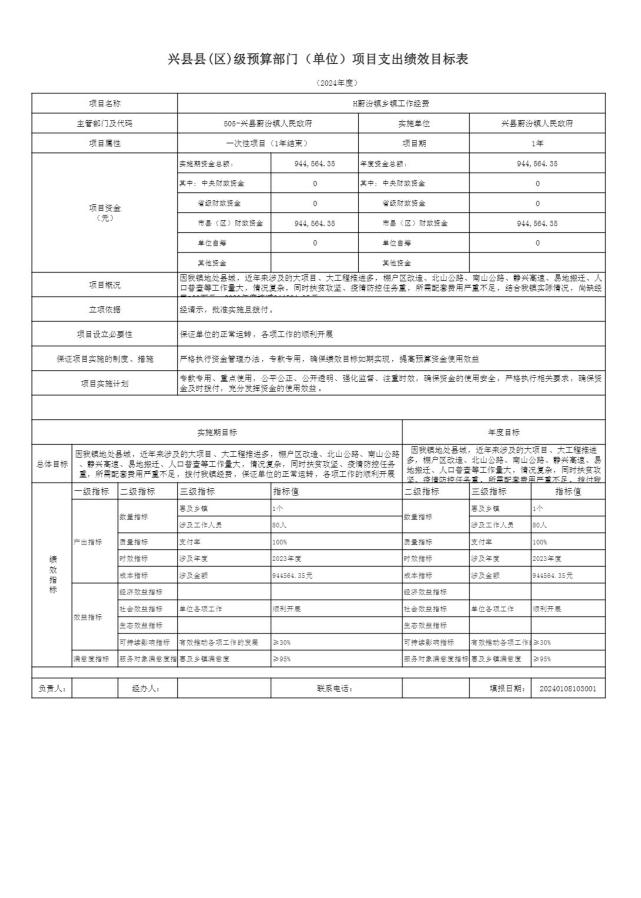 兴县县(区)级预算部门（单位）项目支出绩效目标表
（2024年度）
项目名称 H蔚汾镇乡镇工作经费
主管部门及代码 505-兴县蔚汾镇人民政府 实施单位 兴县蔚汾镇人民政府
项目属性 一次性项目（1年结束） 项目期 1年
项目资金（元） 实施期资金总额： 944,564.35 年度资金总额： 944,564.35
其中：中央财政资金 0 其中：中央财政资金 0
省级财政资金 0 省级财政资金 0
市县（区）财政资金 944,564.35 市县（区）财政资金 944,564.35
单位自筹 0 单位自筹 0
其他资金 其他资金
项目概况 因我镇地处县城，近年来涉及的大项目、大工程推进多，棚户区改造、北山公路、南山公路、静兴高速、易地搬迁、人
口普查等工作量大，情况复杂，同时扶贫攻坚、疫情防控任务重，所需配套费用严重不足，结合我镇实际情况，尚缺经
立项依据 经请示，批准实施且拨付。
项目设立必要性 保证单位的正常运转，各项工作的顺利开展
保证项目实施的制度、措施 严格执行资金管理办法，专款专用，确保绩效目标如期实现，提高预算资金使用效益
项目实施计划 专款专用、重点使用，公平公正、公开透明、强化监督、注重时效，确保资金的使用安全，严格执行相关要求，确保资
金及时拨付，充分发挥资金的使用效益。
实施期目标 年度目标
总体目标 因我镇地处县城，近年来涉及的大项目、大工程推进多，棚户区改造、北山公路、南山公路
、静兴高速、易地搬迁、人口普查等工作量大，情况复杂，同时扶贫攻坚、疫情防控任务
重，所需配套费用严重不足，拨付我镇经费，保证单位的正常运转，各项工作的顺利开展
因我镇地处县城，近年来涉及的大项目、大工程推进
多，棚户区改造、北山公路、南山公路、静兴高速、易
地搬迁、人口普查等工作量大，情况复杂，同时扶贫攻
坚、疫情防控任务重，所需配套费用严重不足，拨付我
绩效指标 一级指标 二级指标 三级指标 指标值 二级指标 三级指标 指标值
产出指标 数量指标 惠及乡镇 1个 数量指标 惠及乡镇 1个
涉及工作人员 80人 涉及工作人员 80人
质量指标 支付率 100% 质量指标 支付率 100%
时效指标 涉及年度 2023年度 时效指标 涉及年度 2023年度
成本指标 涉及金额 944564.35元 成本指标 涉及金额 944564.35元
效益指标 经济效益指标 经济效益指标
社会效益指标 单位各项工作 顺利开展 社会效益指标 单位各项工作 顺利开展
生态效益指标 生态效益指标
可持续影响指标 有效推动各项工作的发展 ≥30% 可持续影响指标 有效推动各项工作 ≥30%
满意度指标 服务对象满意度指 惠及乡镇满意度 ≥95% 服务对象满意度指标 惠及乡镇满意度 ≥95%
负责人： 经办人： 联系电话： 填报日期： 20240108103001